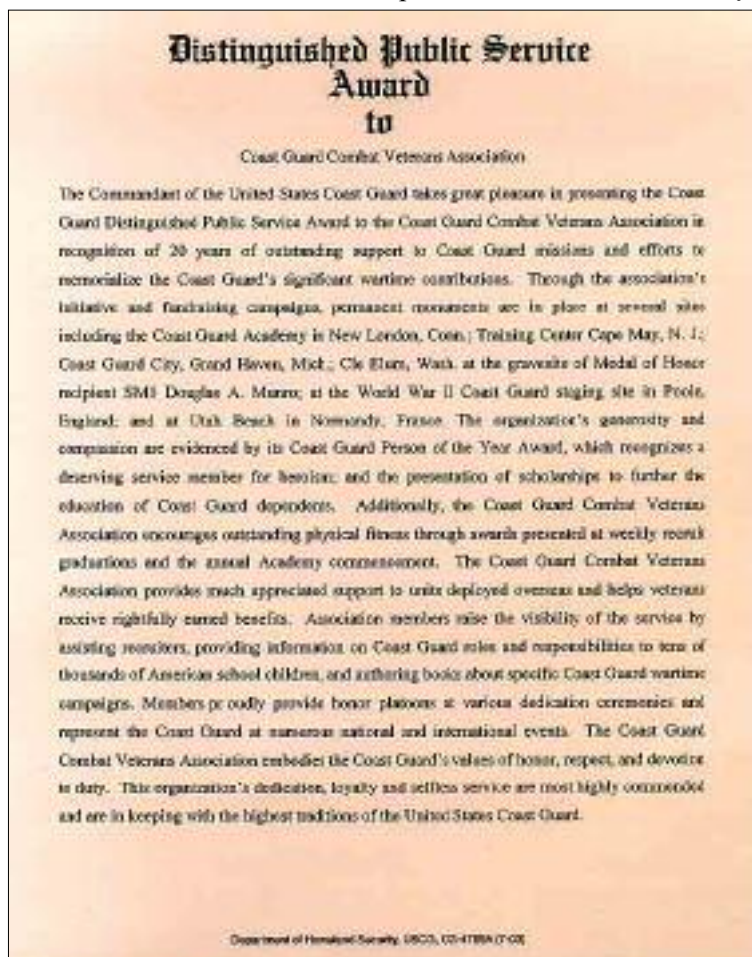 Distinguished Public Service
Award
to
Coast Guard Combat Veterans Association
The Commandant of the United States Coast Guard takes great pleasure in presenting the Coast
Guard Distinguished Public Service Award to the Coast Guard Combat Veterans Association in
recognition of 20 years of outstanding support to Coast Guard missions and efforts to
memorialize the Coast Guard's significant wartime contributions. Through the association's
initiative and fundraising campaigns, permanent monuments are in place at several sites
including the Coast Guard Academy in New London, Conn.; Training Center Cape May, N. J.;
Coast Guard City, Grand Haven, Mich.; Cle Elum, Wash. at the gravesite of Medal of Honor
recipient SM1 Douglas A. Munro; at the World War II Coast Guard staging site in Poole,
England; and at Utah Beach in Normandy, France. The organization's generosity and
compassion are evidenced by its Coast Guard Person of the Year Award, which recognizes a
deserving service member for heroism; and the presentation of scholarships to further the
education of Coast Guard dependents. Additionally, the Coast Guard Combat Veterans
Association encourages outstanding physical fitness through awards presented at weekly recruit
graduations and the annual Academy commencement. The Coast Guard Combat Veterans
Association provides much appreciated support to units deployed overseas and helps veterans
receive rightfully earned benefits. Association members raise the visibility of the service by
assisting recruiters, providing information on Coast Guard roles and responsibilities to tens of
thousands of American school children, and authoring books about specific Coast Guard wartime
campaigns. Members pr oudly provide honor platoons at various dedication ceremonies and
represent the Coast Guard at numerous national and international events. The Coast Guard
Combat Veterans Association embodies the Coast Guard's values of honor, respect, and devotion
to duty. This organization's dedication, loyalty and selfless service are most highly commended
and are in keeping with the highest traditions of the United States Coast Guard.
Department of Homeland Security, USCG,